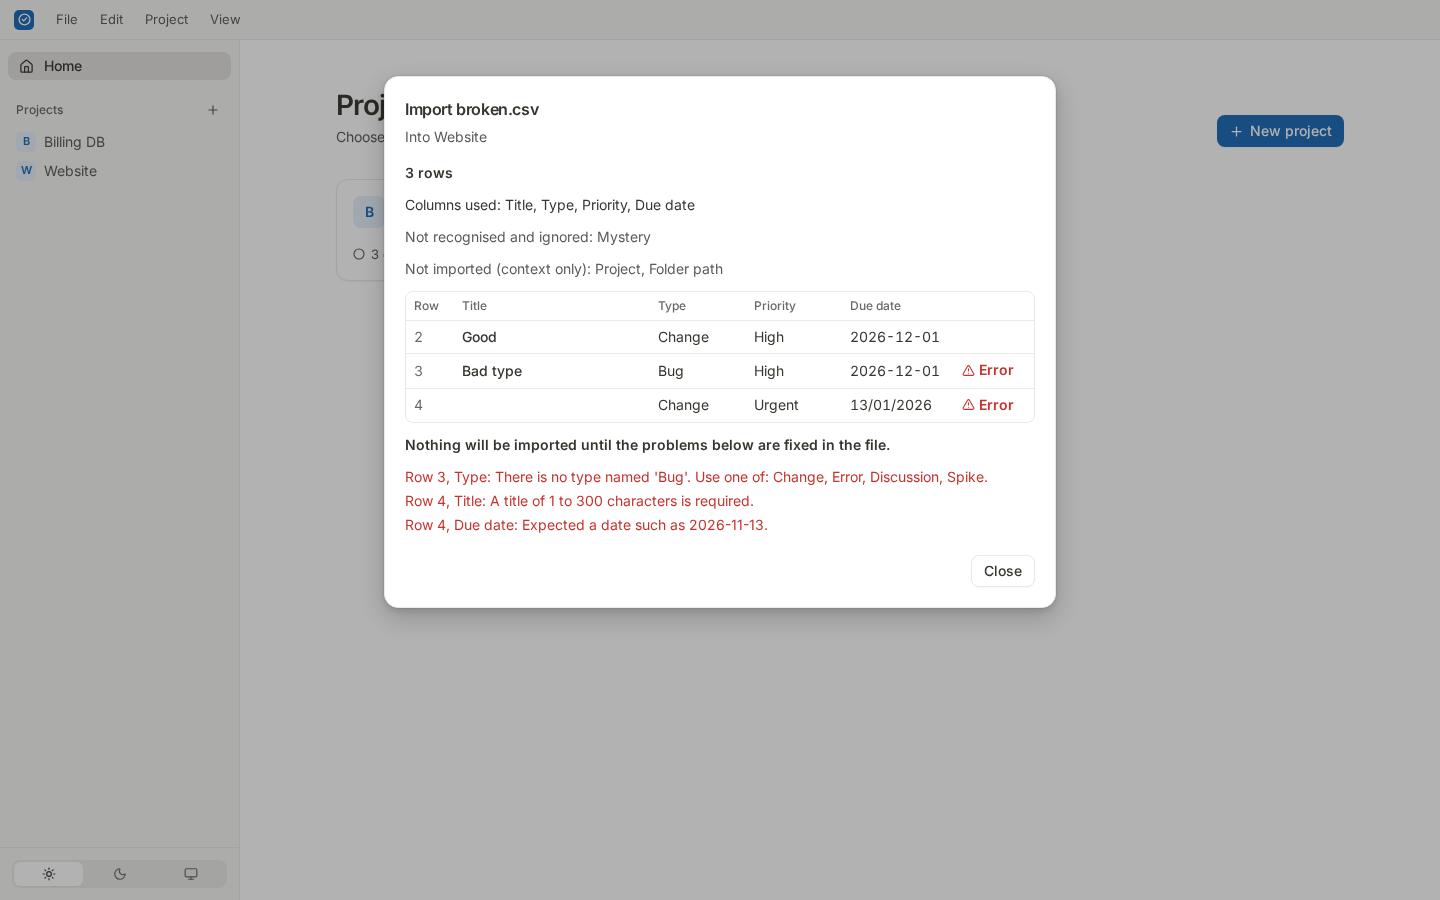 File Edit Project View
Home
Projects
B Billing DB
W Website
Proj
Choose
New project
B
3
Import broken.csv
Into Website
3 rows
Columns used: Title, Type, Priority, Due date
Not recognised and ignored: Mystery
Not imported (context only): Project, Folder path
Row Title Type Priority Due date
2 Good Change High 2026-12-01
3 Bad type Bug High 2026-12-01 Error
4 Change Urgent 13/01/2026 Error
Nothing will be imported until the problems below are fixed in the file.
Row 3, Type: There is no type named 'Bug'. Use one of: Change, Error, Discussion, Spike.
Row 4, Title: A title of 1 to 300 characters is required.
Row 4, Due date: Expected a date such as 2026-11-13.
Close